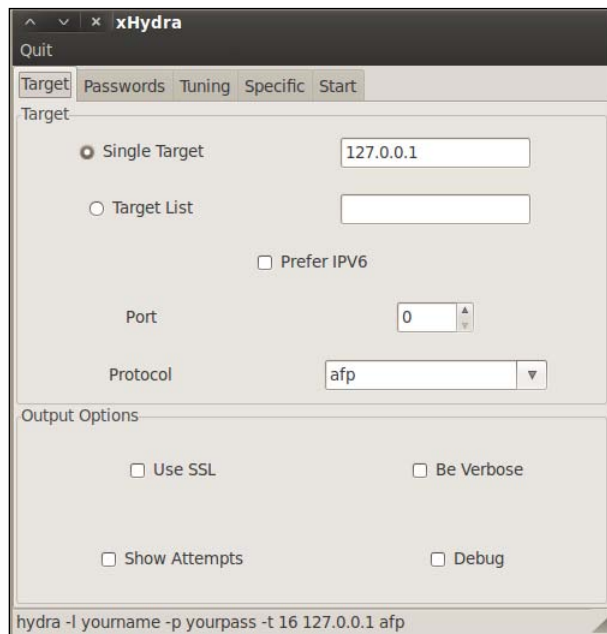 xHydra
Quit
Target Passwords Tuning Specific Start
Target
Single Target 127.0.0.1
Target List
Prefer IPV6
Port 0
Protocol afp
Output Options
Use SSL Be Verbose
Show Attempts Debug
hydra -l yourname -p yourpass -t 16 127.0.0.1 afp